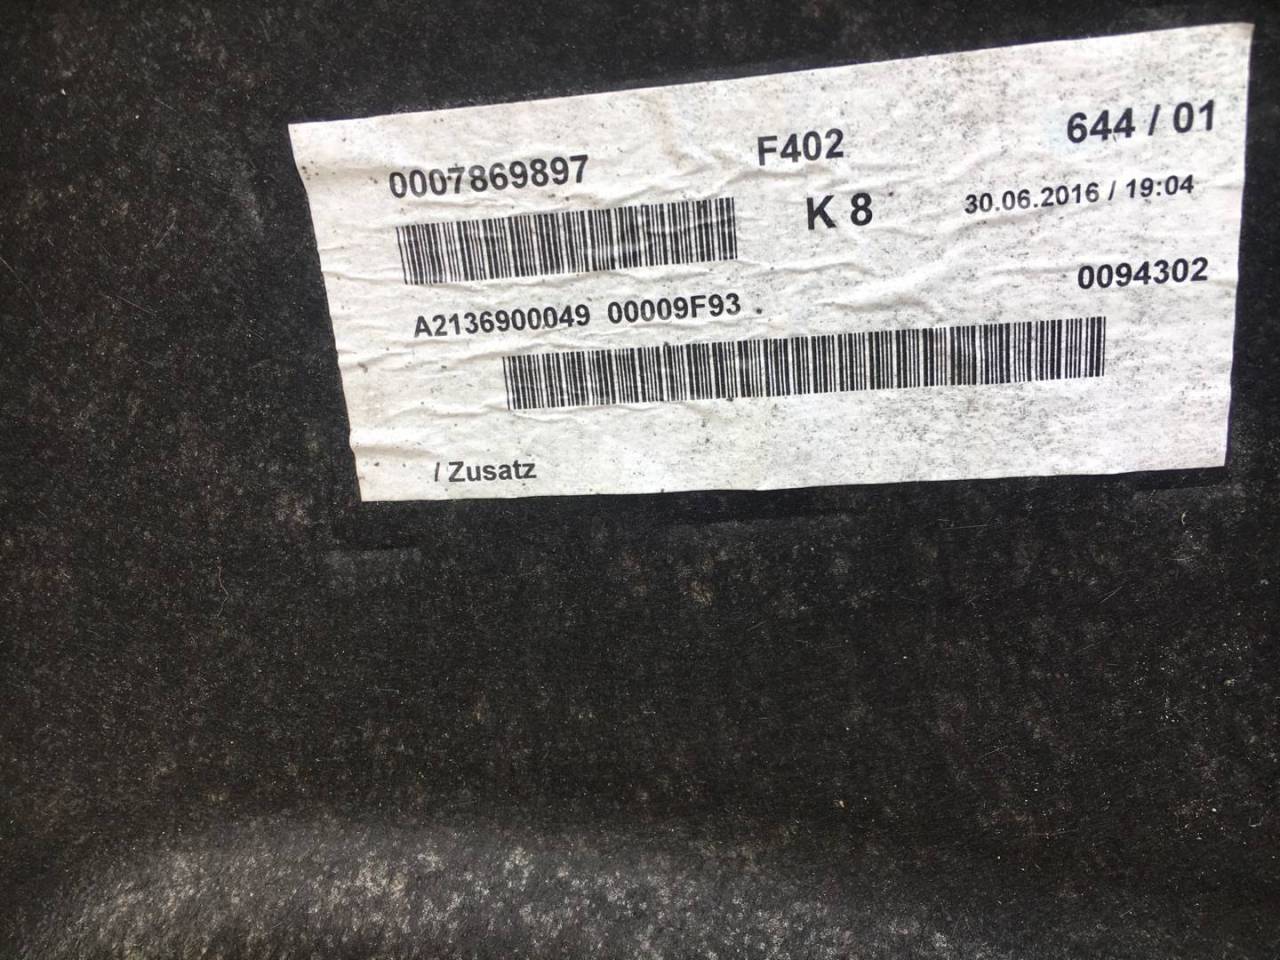 0007869897 F402 644 / 01
K 8 30.06.2016 / 19:04
A2136900049 00009F93 . 0094302
/ Zusatz